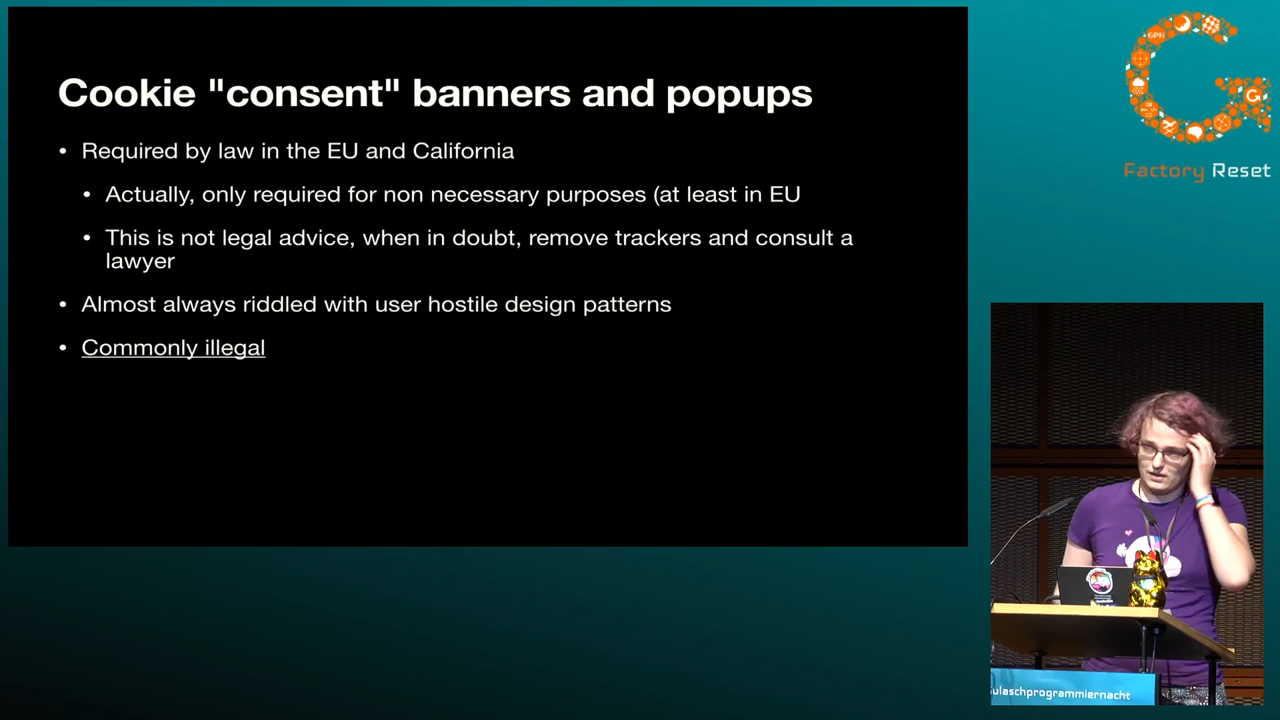 Cookie "consent" banners and popups
• Required by law in the EU and California
• Actually, only required for non necessary purposes (at least in EU
• This is not legal advice, when in doubt, remove trackers and consult a
lawyer
• Almost always riddled with user hostile design patterns
• Commonly illegal
GPN
Factory Reset
ulaschprogrammiernacht